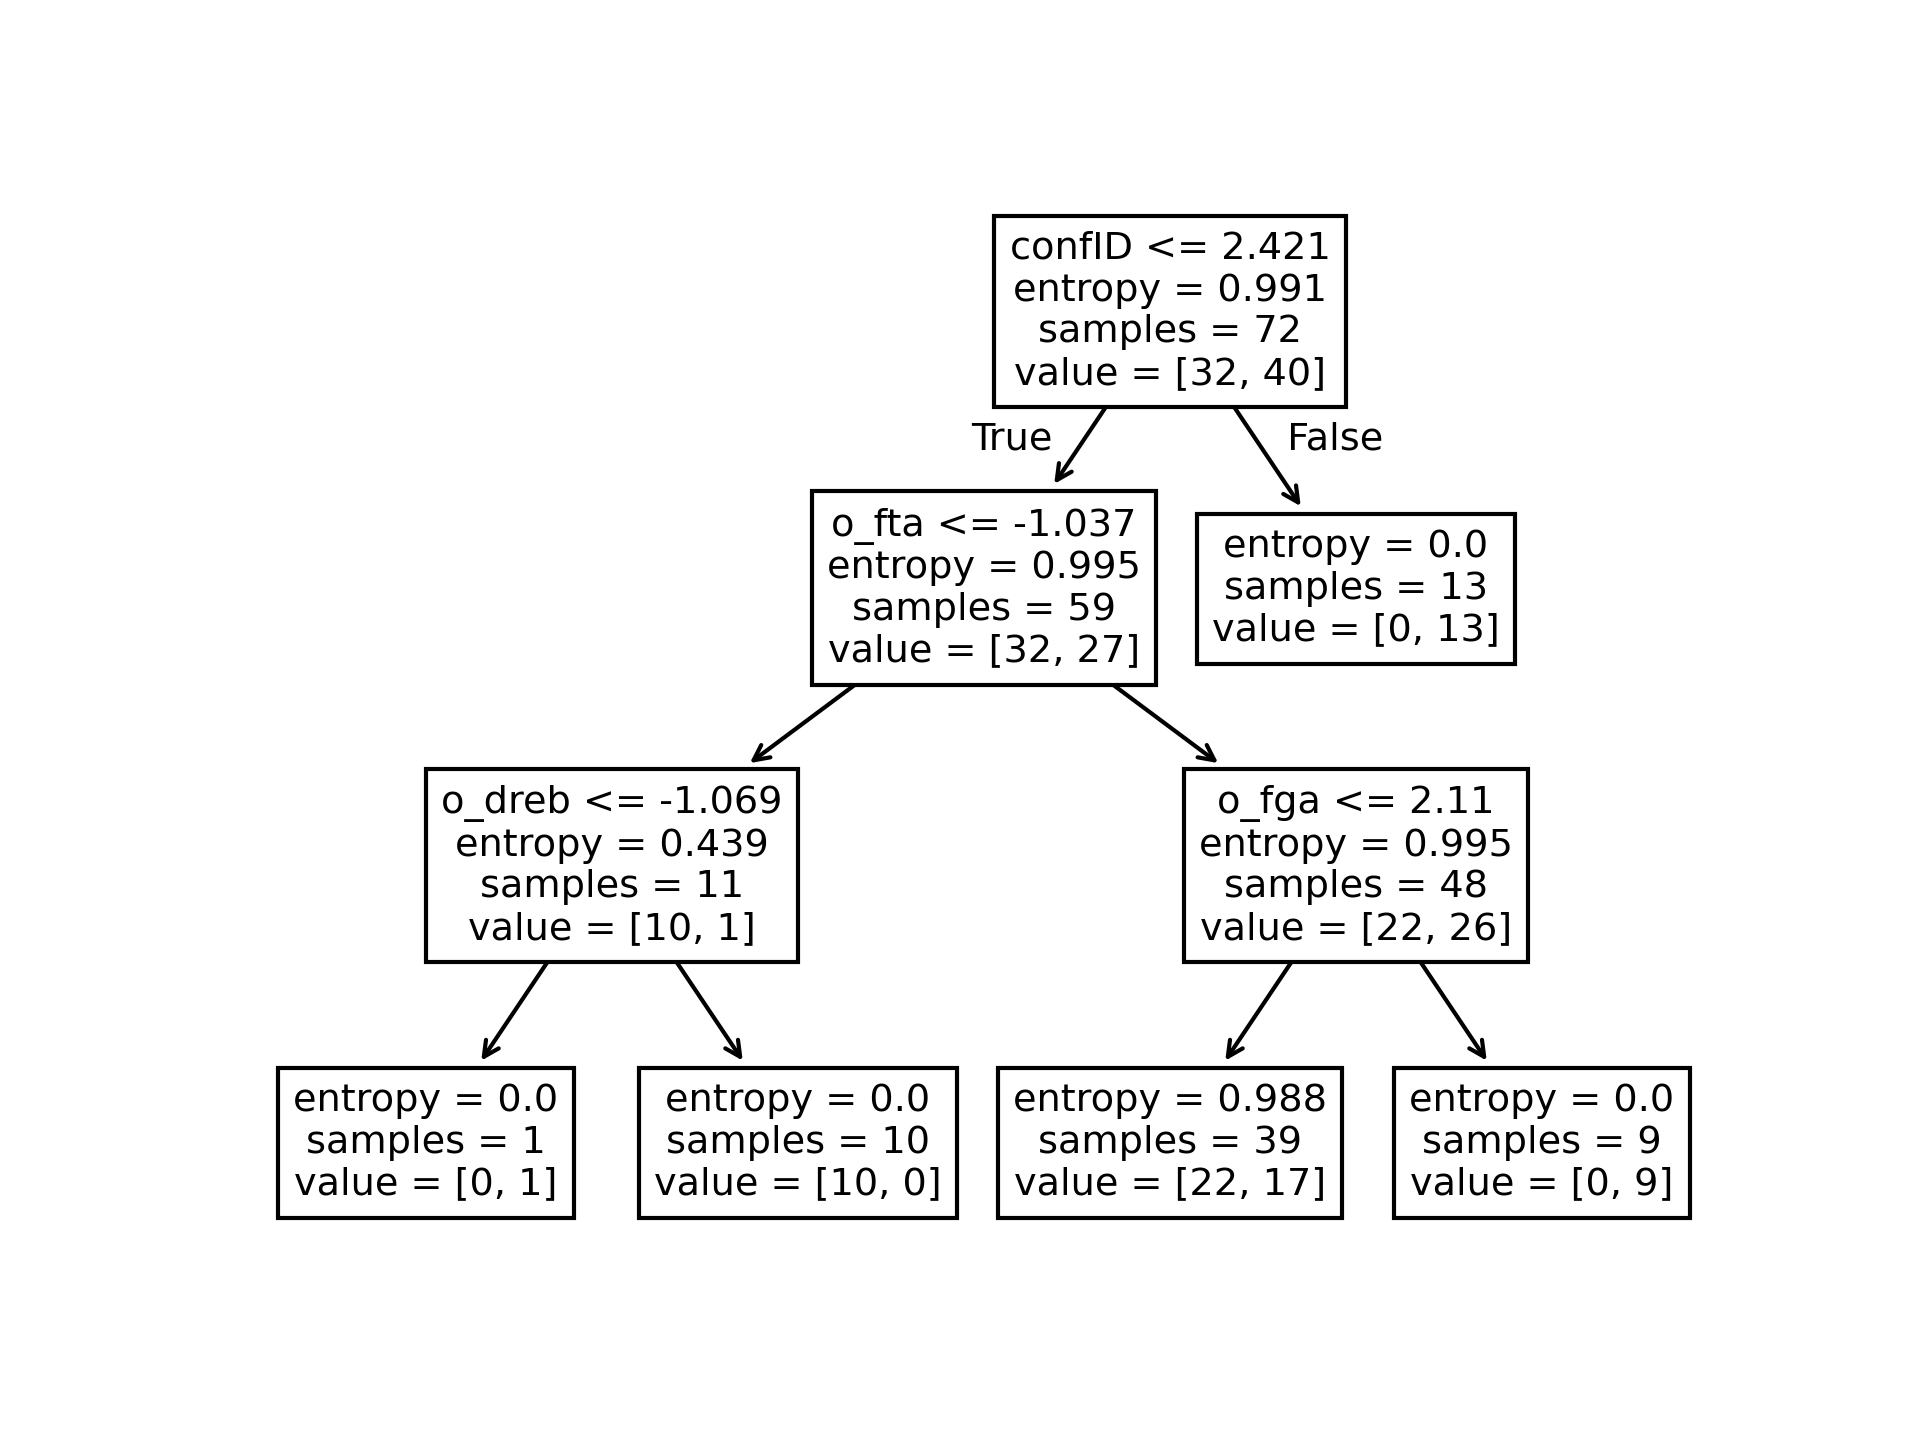 confID <= 2.421
entropy = 0.991
samples = 72
value = [32, 40]
True
False
o_fta <= -1.037
entropy = 0.995
samples = 59
value = [32, 27]
entropy = 0.0
samples = 13
value = [0, 13]
o_dreb <= -1.069
entropy = 0.439
samples = 11
value = [10, 1]
o_fga <= 2.11
entropy = 0.995
samples = 48
value = [22, 26]
entropy = 0.0
samples = 1
value = [0, 1]
entropy = 0.0
samples = 10
value = [10, 0]
entropy = 0.988
samples = 39
value = [22, 17]
entropy = 0.0
samples = 9
value = [0, 9]